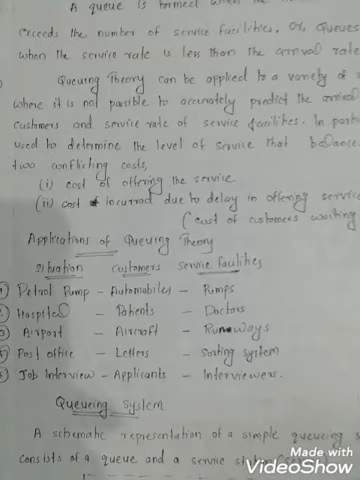 A queue is formed when the
exceeds the number of service facilities. Or, Queues
when the service rate is less than the arrival rate
Queuing Theory can be applied to a variety of s
where it is not possible to accurately predict the arrival
customers and service rate of service facilities. In parti
used to determine the level of service that balance
two conflicting costs,
(i) cost of offering the service
(ii) cost incurred due to delay in offering service
(cost of customers waiting
Applications of Queuing Theory
Situation Customers Service facilities
Petrol Pump - Automobiles - Pumps
Hospital - Patients - Doctors
3) Airport - Aircraft - Runways
Post office - Letters - Sorting system
Job Interview - Applicants - Interviewers.
Queueing System
A schematic representation of a simple queueing s
consists of a queue and a service station
Made with
VideoShow